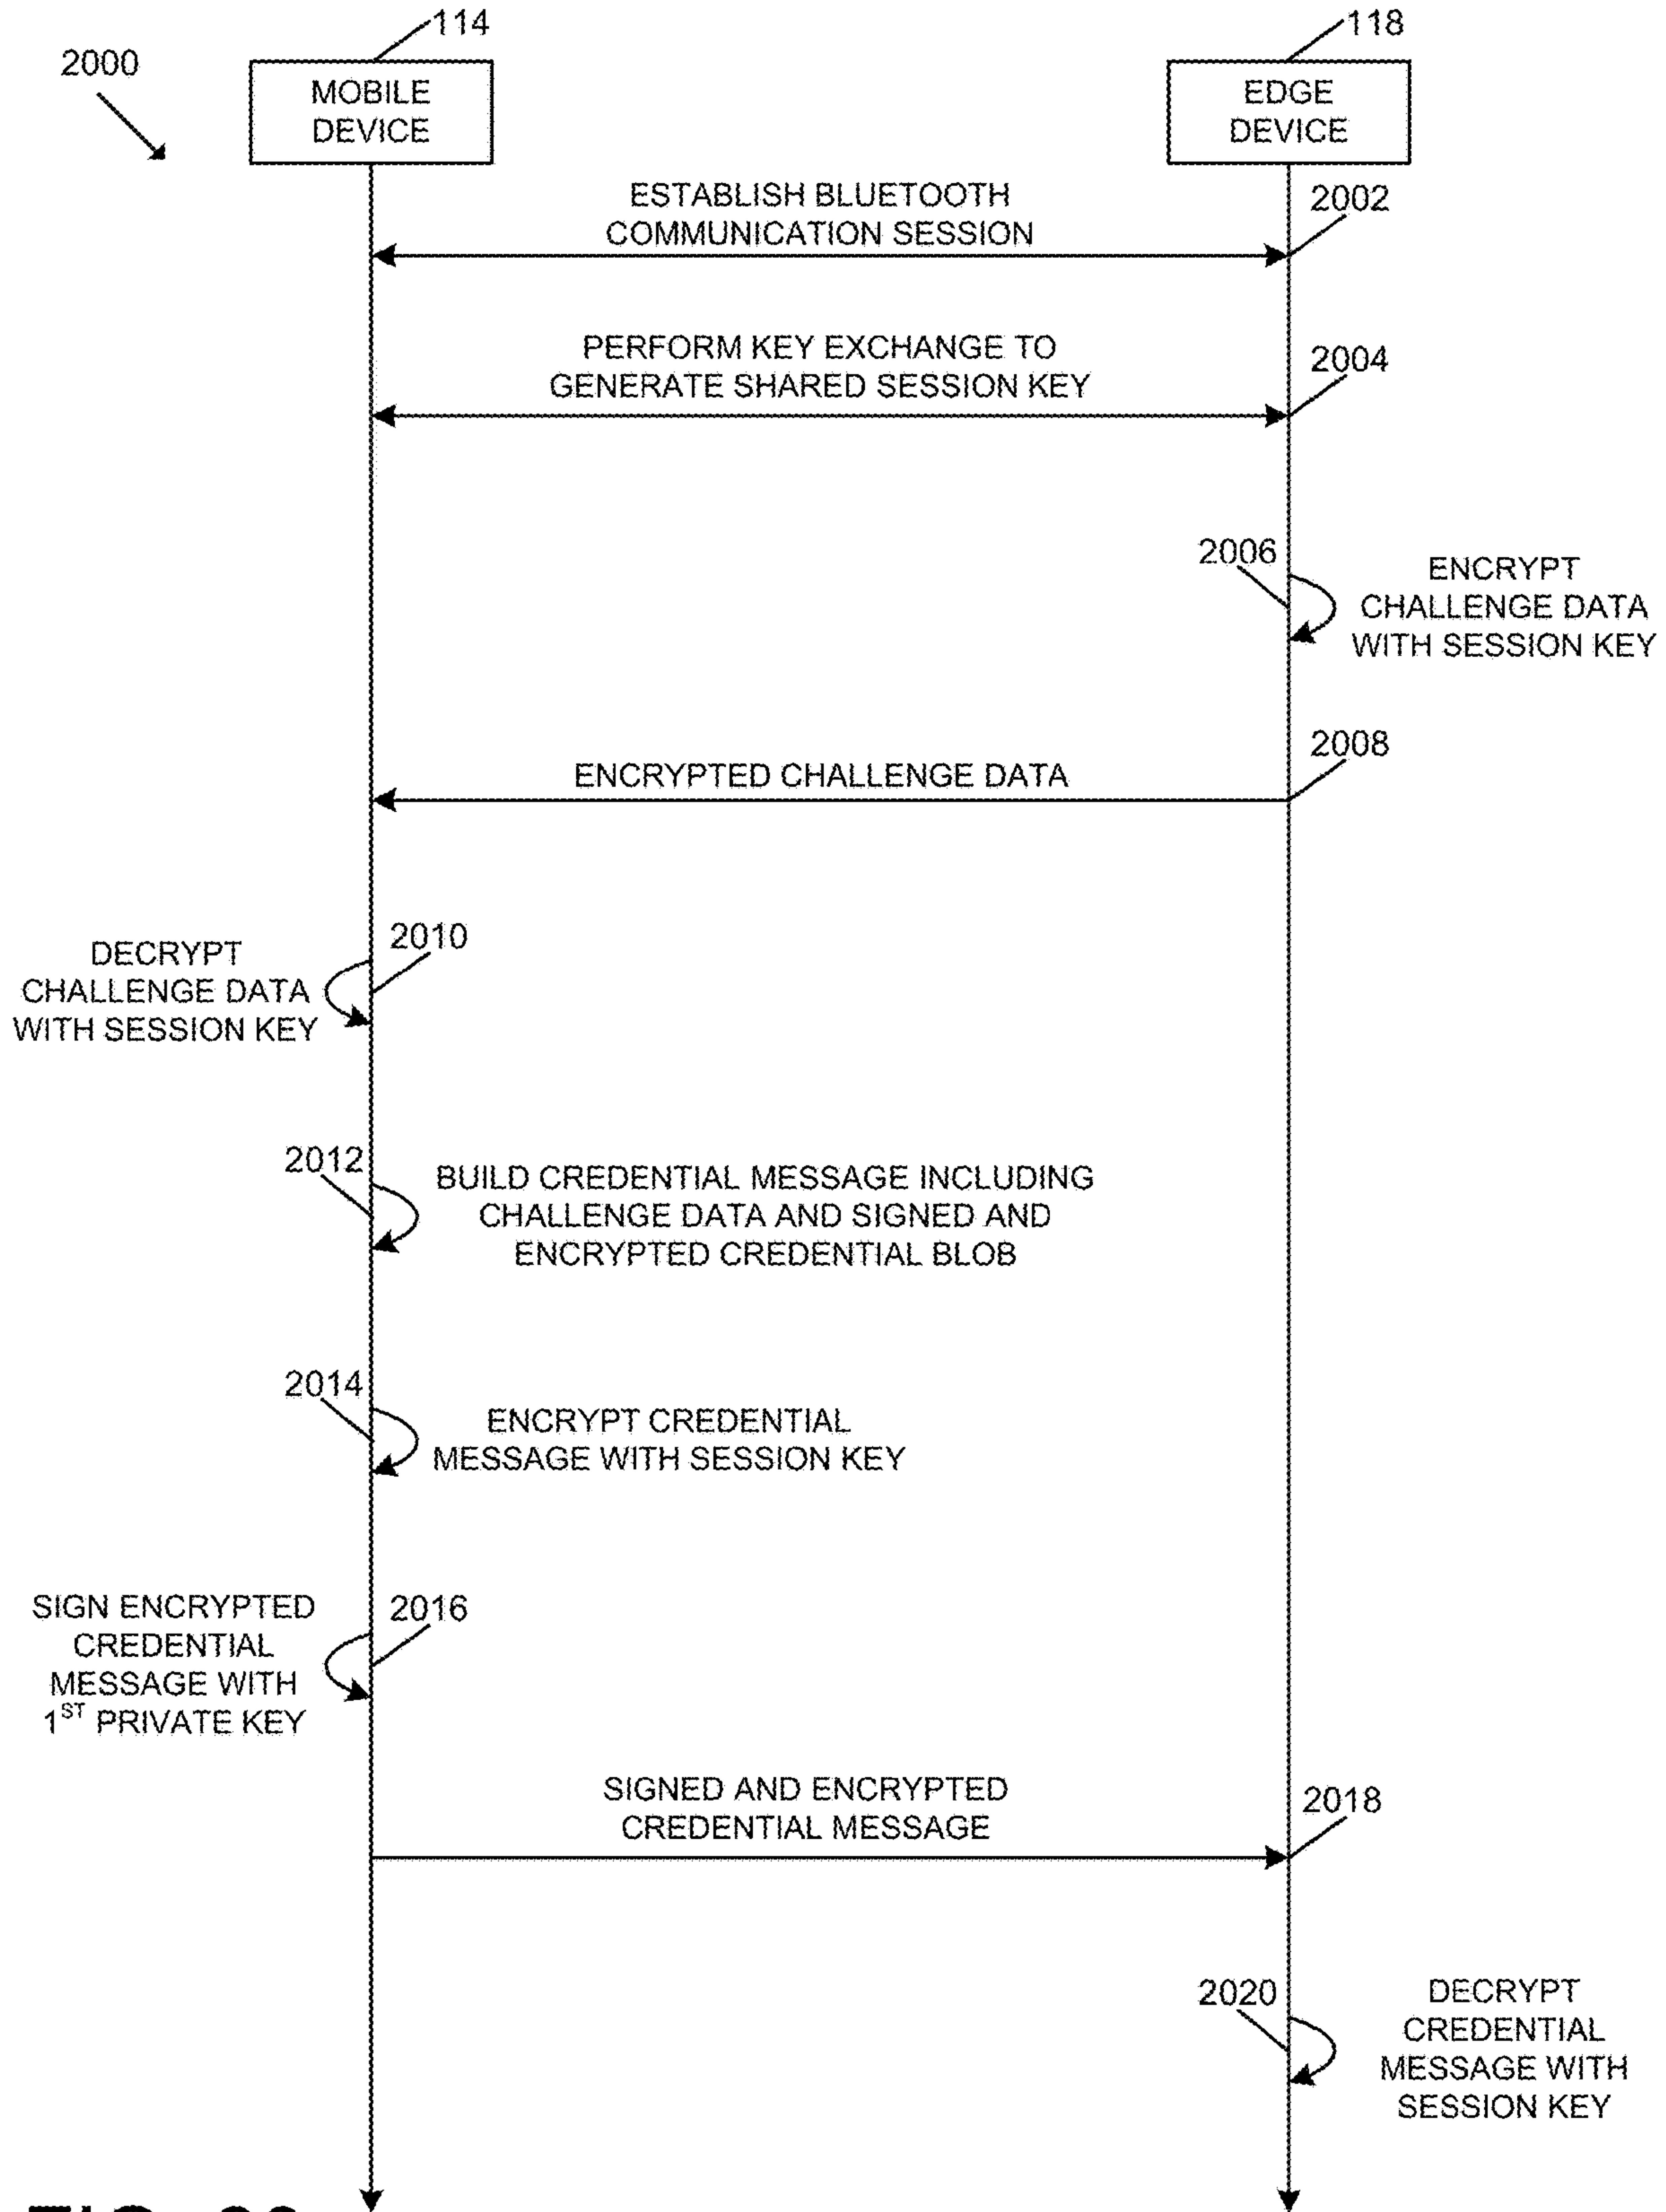 114
118
2000
MOBILE
DEVICE
EDGE
DEVICE
ESTABLISH BLUETOOTH
COMMUNICATION SESSION
2002
PERFORM KEY EXCHANGE TO
GENERATE SHARED SESSION KEY
2004
2006
ENCRYPT
CHALLENGE DATA
WITH SESSION KEY
2008
ENCRYPTED CHALLENGE DATA
2010
DECRYPT
CHALLENGE DATA
WITH SESSION KEY
2012
BUILD CREDENTIAL MESSAGE INCLUDING
CHALLENGE DATA AND SIGNED AND
ENCRYPTED CREDENTIAL BLOB
2014
ENCRYPT CREDENTIAL
MESSAGE WITH SESSION KEY
SIGN ENCRYPTED
CREDENTIAL
MESSAGE WITH
1ST PRIVATE KEY
2016
SIGNED AND ENCRYPTED
CREDENTIAL MESSAGE
2018
2020
DECRYPT
CREDENTIAL
MESSAGE WITH
SESSION KEY